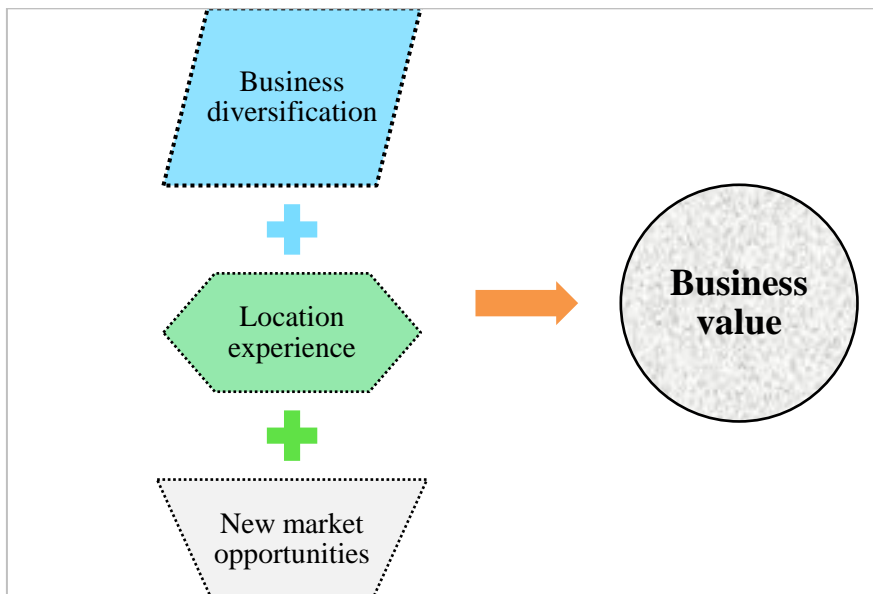 Business
diversification
Location
experience
New market
opportunities
Business
value